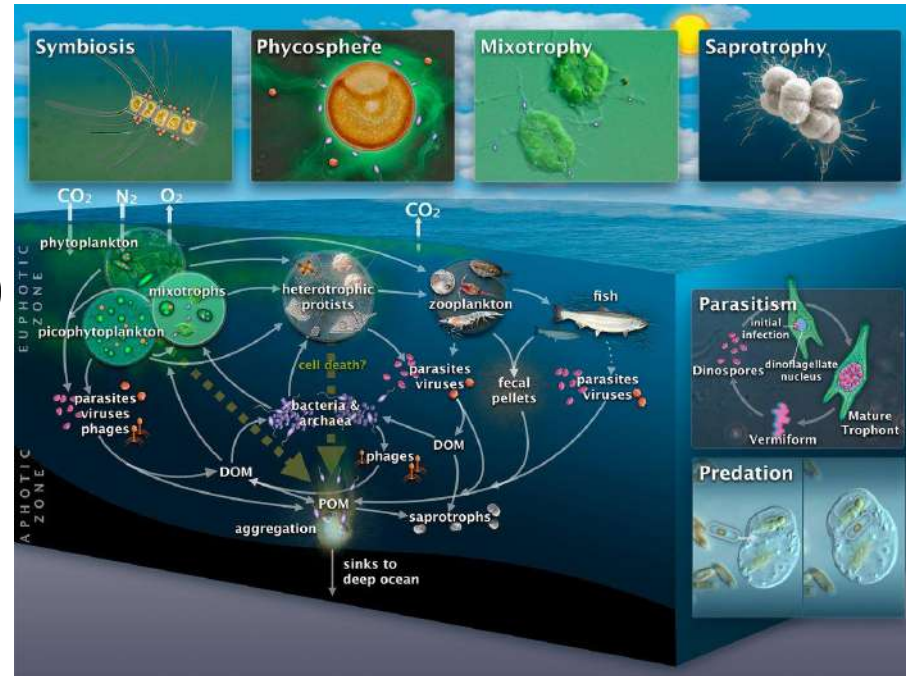 Symbiosis
Phycosphere
Mixotrophy
Saprotrophy
CO₂ N₂ O₂
CO₂
phytoplankton
mixotrophs
picophytoplankton
heterotrophic
protists
zooplankton
fish
EUPHOTIC
ZONE
cell death?
parasites
viruses
phages
bacteria &
archaea
parasites
viruses
fecal
pellets
parasites
viruses
DOM
DOM
phages
POM
aggregation
saprotrophs
APHOTIC
ZONE
sinks to
deep ocean
Parasitism
initial
infection
dinoflagellate
nucleus
Dinospores
Mature
Trophont
Vermiform
Predation